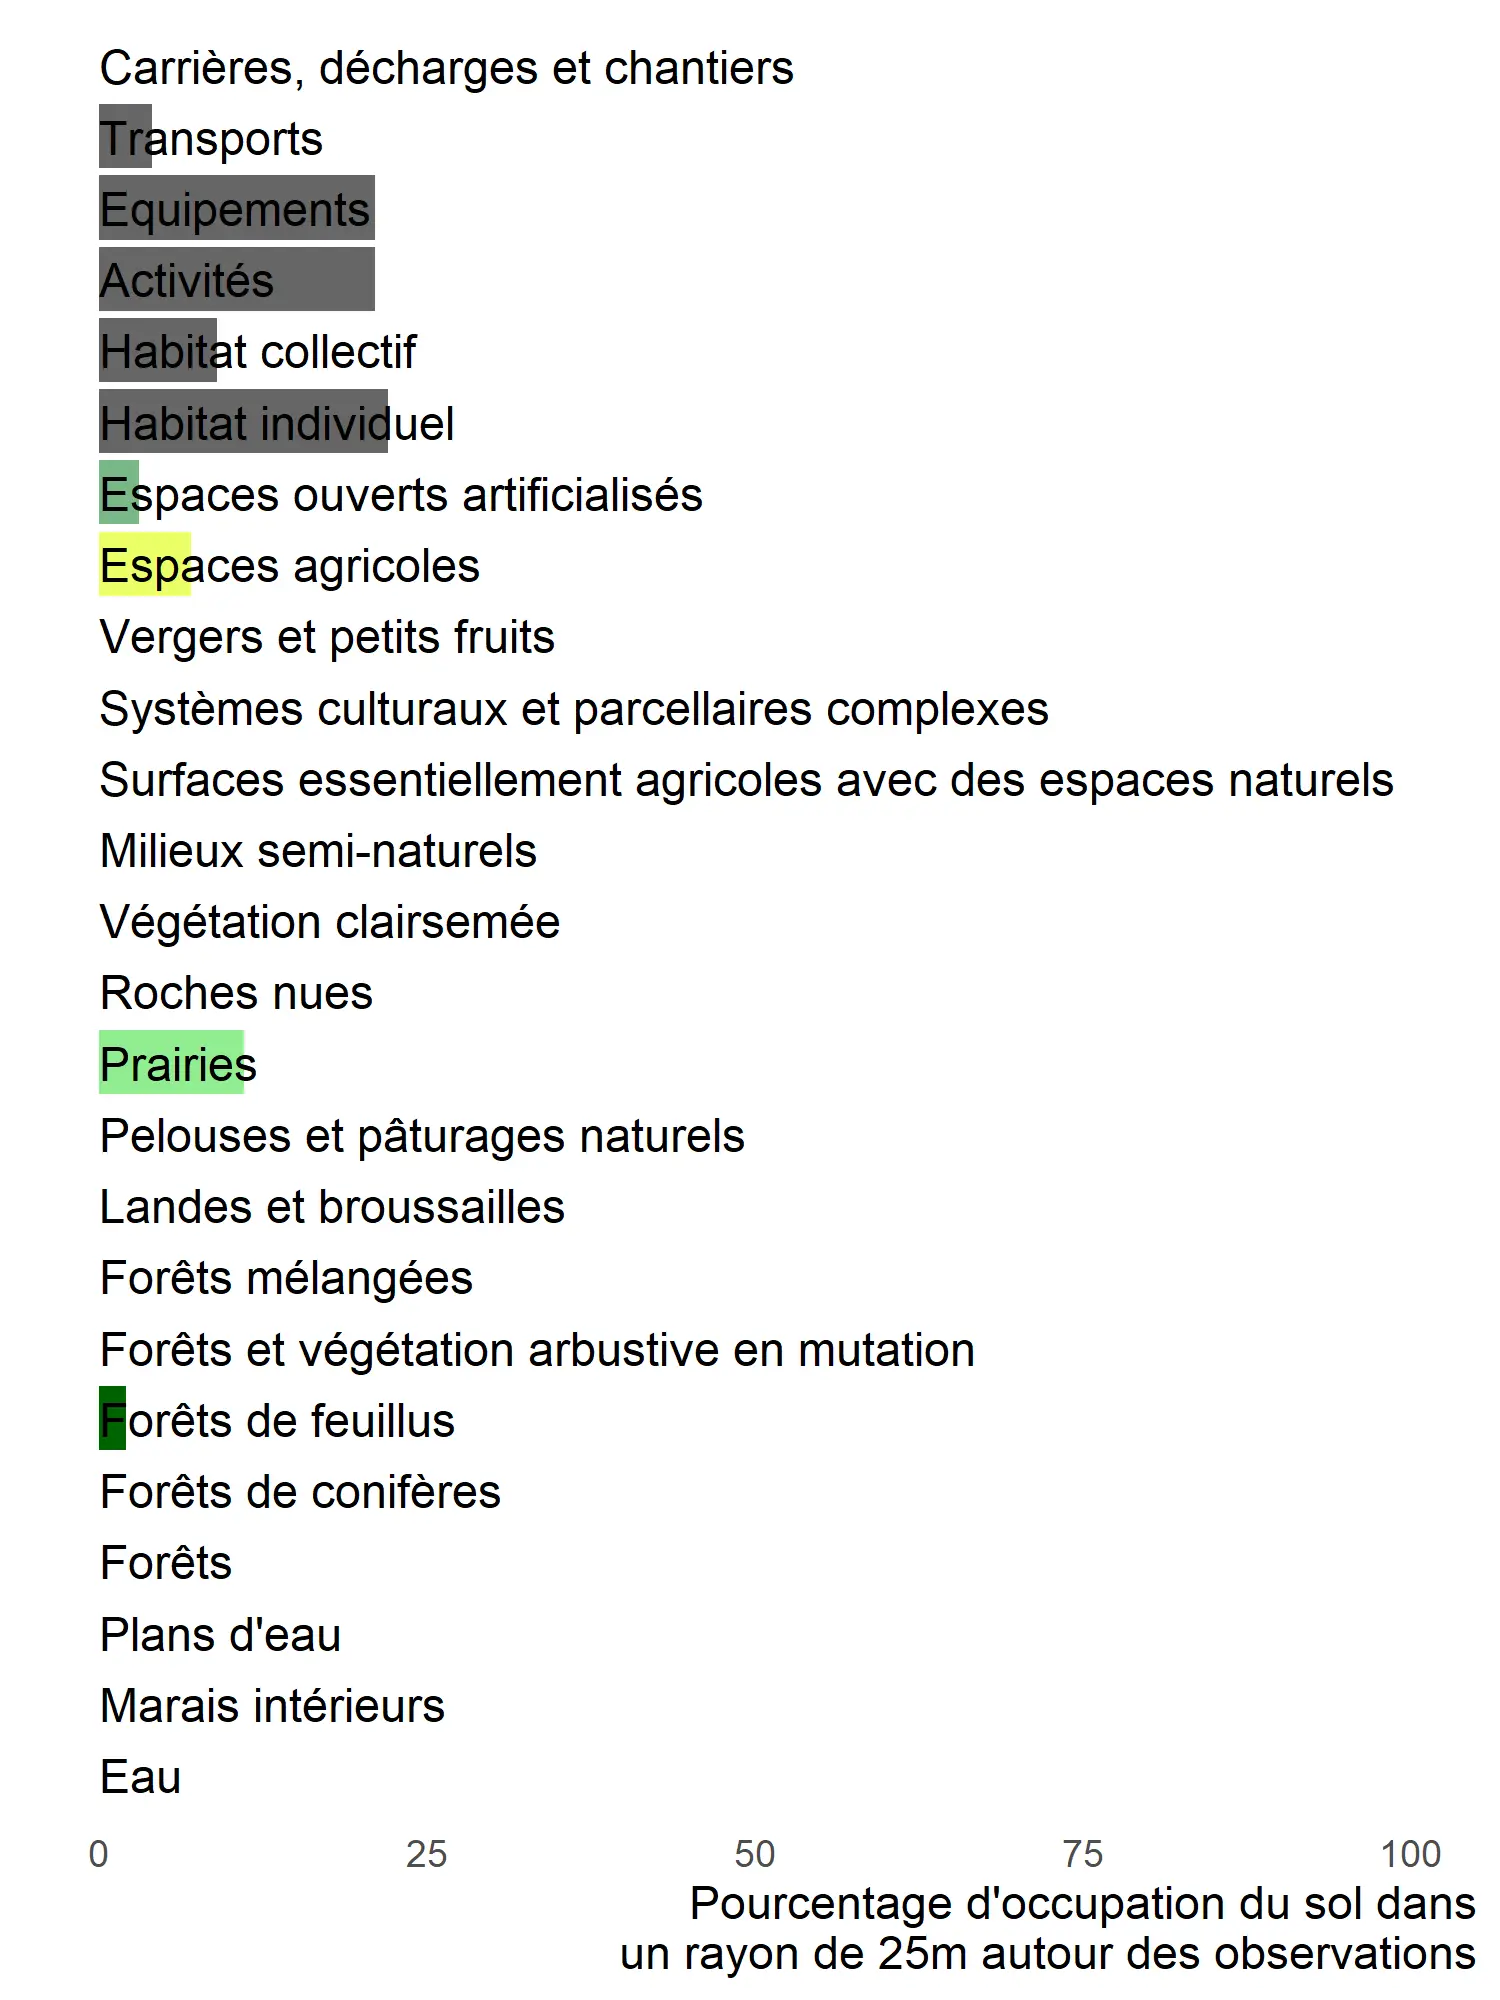 Carrières, décharges et chantiers
Transports
Equipements
Activités
Habitat collectif
Habitat individuel
Espaces ouverts artificialisés
Espaces agricoles
Vergers et petits fruits
Systèmes culturaux et parcellaires complexes
Surfaces essentiellement agricoles avec des espaces naturels
Milieux semi-naturels
Végétation clairsemée
Roches nues
Prairies
Pelouses et pâturages naturels
Landes et broussailles
Forêts mélangées
Forêts et végétation arbustive en mutation
Forêts de feuillus
Forêts de conifères
Forêts
Plans d'eau
Marais intérieurs
Eau
0 25 50 75 100
Pourcentage d'occupation du sol dans
un rayon de 25m autour des observations